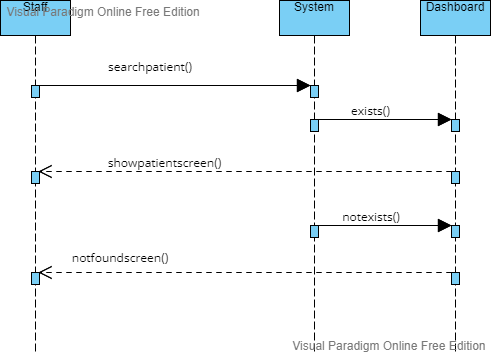 Staff
System
Dashboard
Visual Paradigm Online Free Edition
searchpatient()
exists()
showpatientscreen()
notexists()
notfoundscreen()
Visual Paradigm Online Free Edition